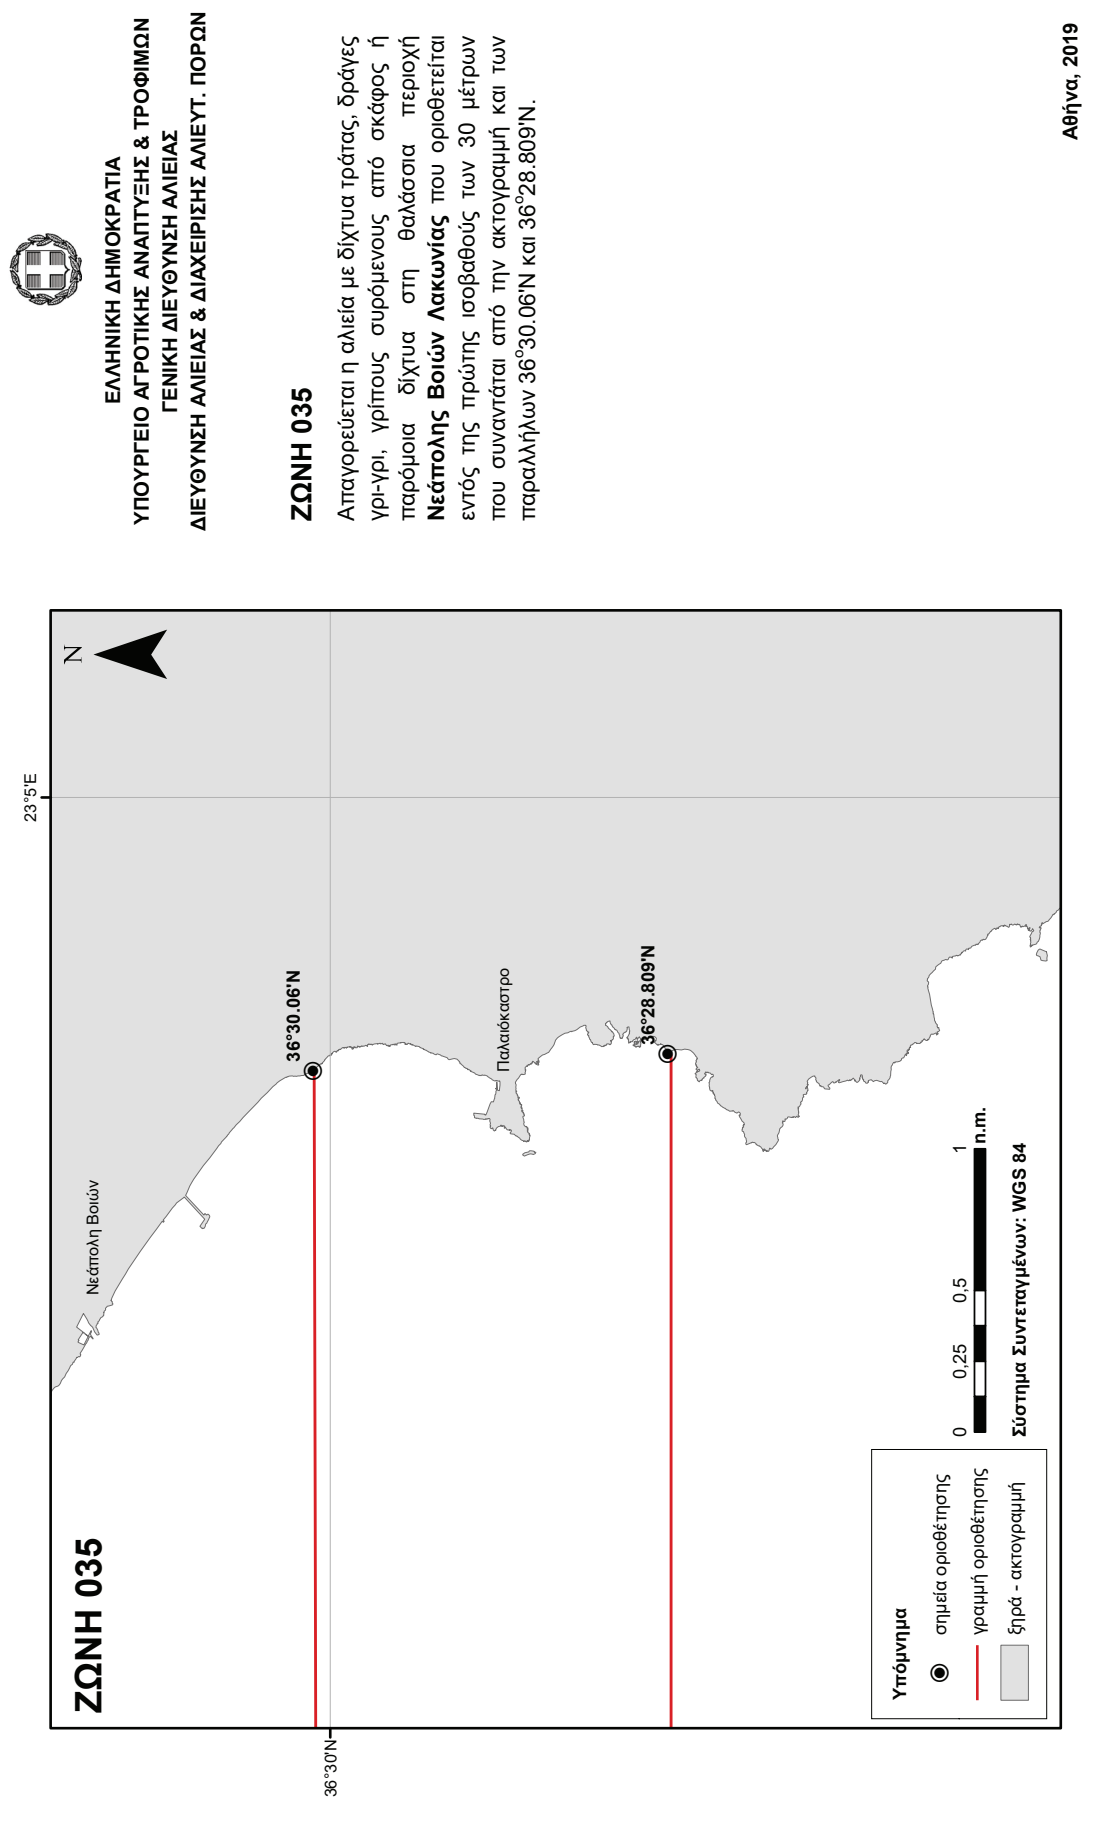 ΖΩΝΗ 035
23°5'E
N
36°30'N
Νεάπολη Βοιών
36°30.06'N
Παλαιόκαστρο
36°28.809'N
Υπόμνημα
σημεία οριοθέτησης
γραμμή οριοθέτησης
ξηρά - ακτογραμμή
0 0,25 0,5 1
n.m.
Σύστημα Συντεταγμένων: WGS 84
ΕΛΛΗΝΙΚΗ ΔΗΜΟΚΡΑΤΙΑ
ΥΠΟΥΡΓΕΙΟ ΑΓΡΟΤΙΚΗΣ ΑΝΑΠΤΥΞΗΣ & ΤΡΟΦΙΜΩΝ
ΓΕΝΙΚΗ ΔΙΕΥΘΥΝΣΗ ΑΛΙΕΙΑΣ
ΔΙΕΥΘΥΝΣΗ ΑΛΙΕΙΑΣ & ΔΙΑΧΕΙΡΙΣΗΣ ΑΛΙΕΥΤ. ΠΟΡΩΝ
ΖΩΝΗ 035
Απαγορεύεται η αλιεία με δίχτυα τράτας, δράγες
γρι-γρι, γρίπους συρόμενους από σκάφος ή
παρόμοια δίχτυα στη θαλάσσια περιοχή
Νεάπολης Βοιών Λακωνίας που οριοθετείται
εντός της πρώτης ισοβαθούς των 30 μέτρων
που συναντάται από την ακτογραμμή και των
παραλλήλων 36°30.06'N και 36°28.809'N.
Αθήνα, 2019